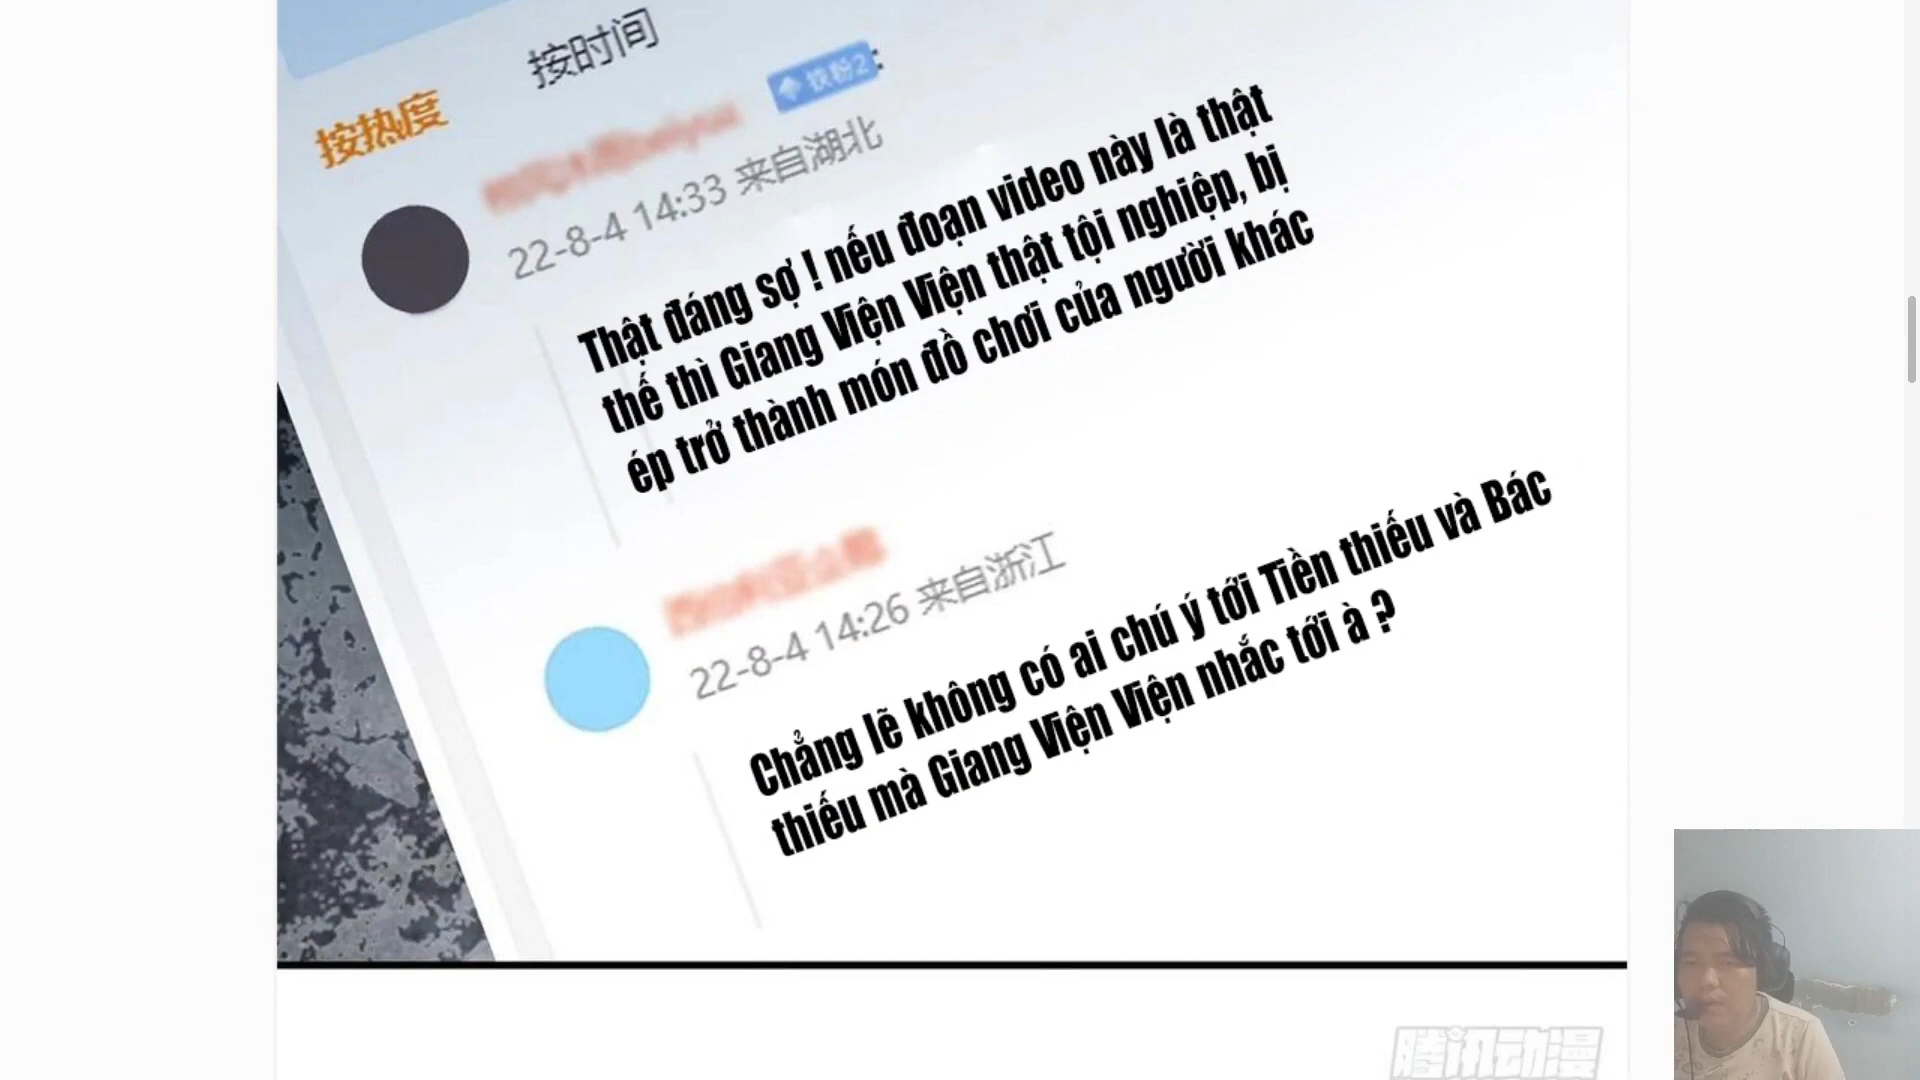 按时间
按热度
铁粉2
:
22-8-4 14:33 来自湖北
Thật đáng sợ ! nếu đoạn video này là thật
thế thì Giang Viện Viện thật tội nghiệp, bị
ép trở thành món đồ chơi của người khác
22-8-4 14:26 来自浙江
Chẳng lẽ không có ai chú ý tới Tiền thiếu và Bác
thiếu mà Giang Viện Viện nhắc tới à ?
腾讯动漫